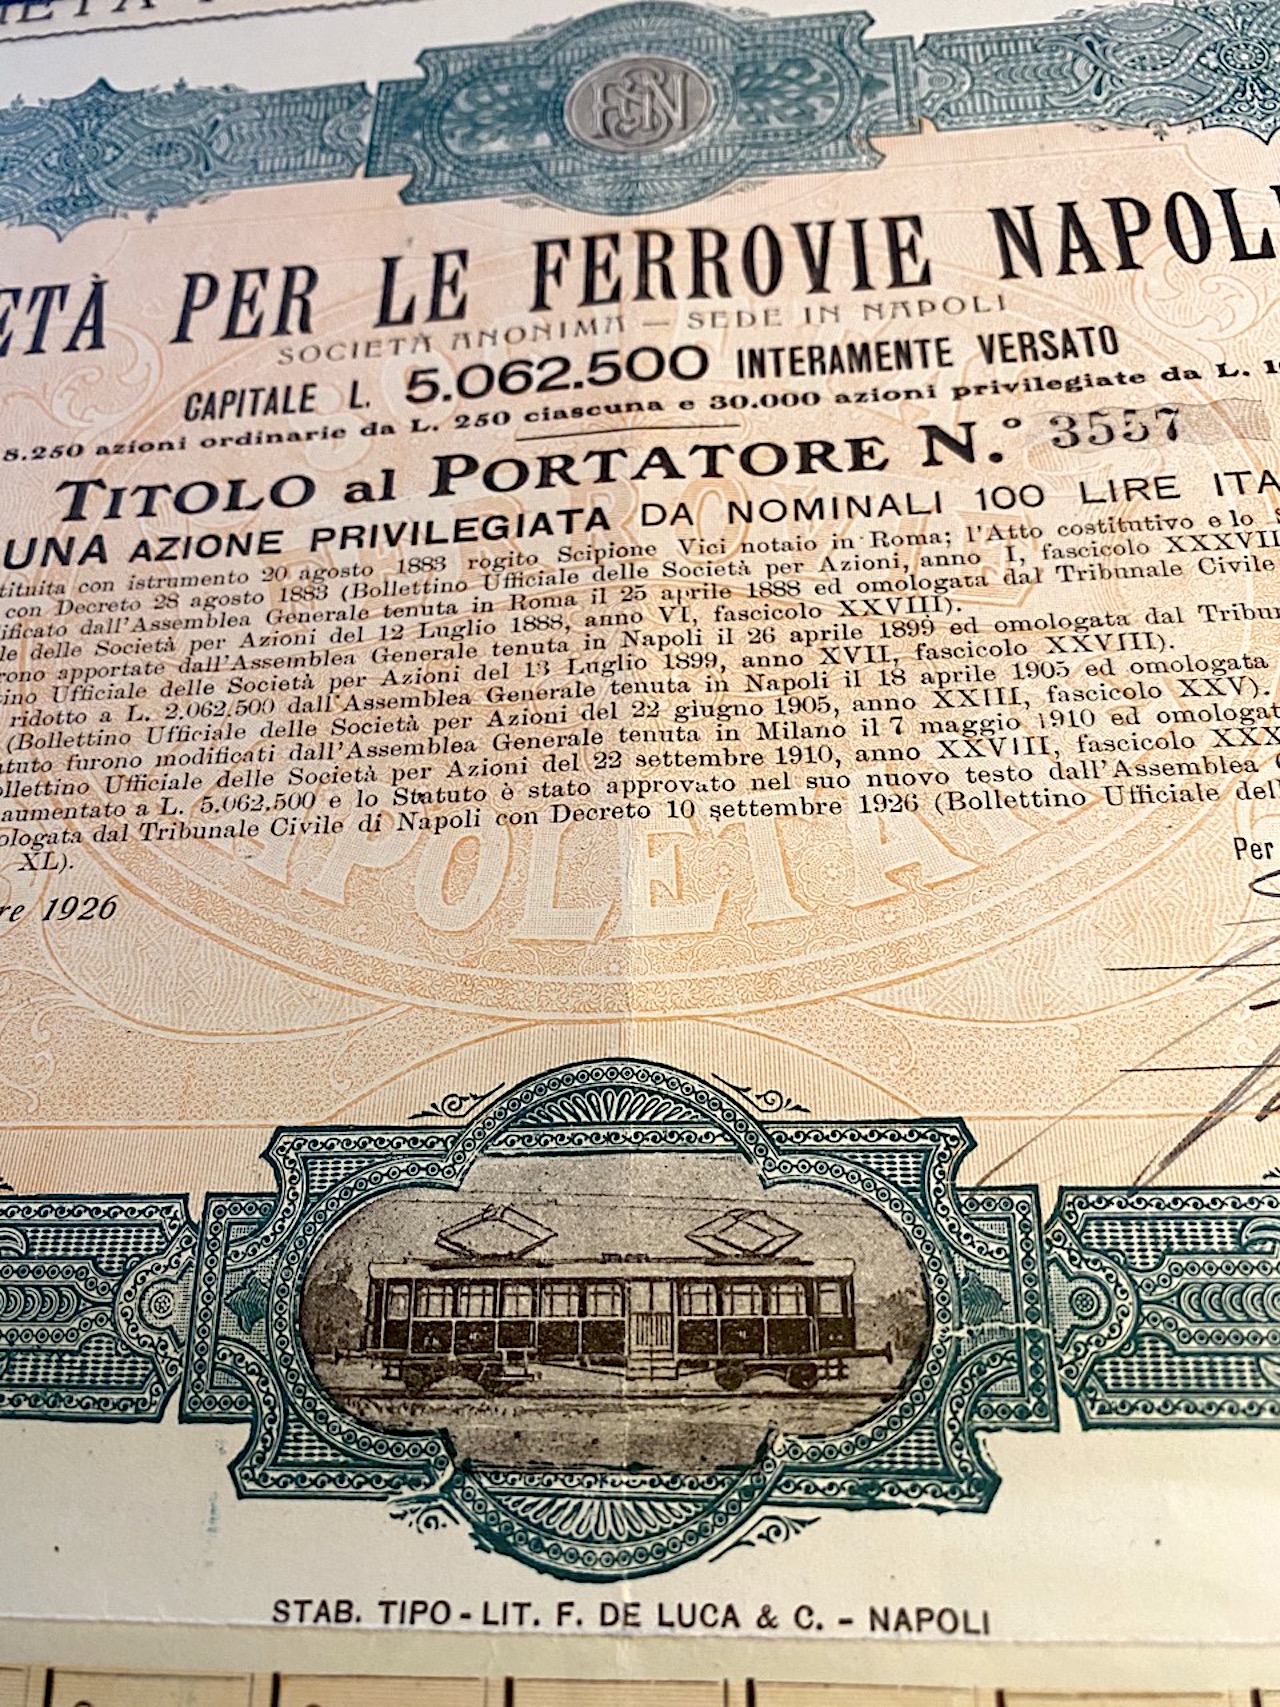 FSN
ETÀ PER LE FERROVIE NAPOL
SOCIETÀ ANONIMA — SEDE IN NAPOLI
CAPITALE L. 5.062.500 INTERAMENTE VERSATO
8.250 azioni ordinarie da L. 250 ciascuna e 30.000 azioni privilegiate da L. 1
TITOLO al PORTATORE N.° 3557
UNA AZIONE PRIVILEGIATA DA NOMINALI 100 LIRE ITA
tituita con istrumento 20 agosto 1883 rogito Scipione Vici notaio in Roma; l'Atto costitutivo e lo S
con Decreto 28 agosto 1883 (Bollettino Ufficiale delle Società per Azioni, anno I, fascicolo XXXVII
ificato dall'Assemblea Generale tenuta in Roma il 25 aprile 1888 ed omologata dal Tribunale Civile
le delle Società per Azioni del 12 Luglio 1888, anno VI, fascicolo XXVIII).
rono apportate dall'Assemblea Generale tenuta in Napoli il 26 aprile 1899 ed omologata dal Tribu
ino Ufficiale delle Società per Azioni del 13 Luglio 1899, anno XVII, fascicolo XXVIII).
ridotto a L. 2.062.500 dall'Assemblea Generale tenuta in Napoli il 18 aprile 1905 ed omologata
(Bollettino Ufficiale delle Società per Azioni del 22 giugno 1905, anno XXIII, fascicolo XXV).
atuto furono modificati dall'Assemblea Generale tenuta in Milano il 7 maggio 1910 ed omologat
ollettino Ufficiale delle Società per Azioni del 22 settembre 1910, anno XXVIII, fascicolo XXX
aumentato a L. 5.062.500 e lo Statuto è stato approvato nel suo nuovo testo dall'Assemblea
ologata dal Tribunale Civile di Napoli con Decreto 10 settembre 1926 (Bollettino Ufficiale del
XL).
Per
re 1926
APOLETA
STAB. TIPO - LIT. F. DE LUCA & C. - NAPOLI